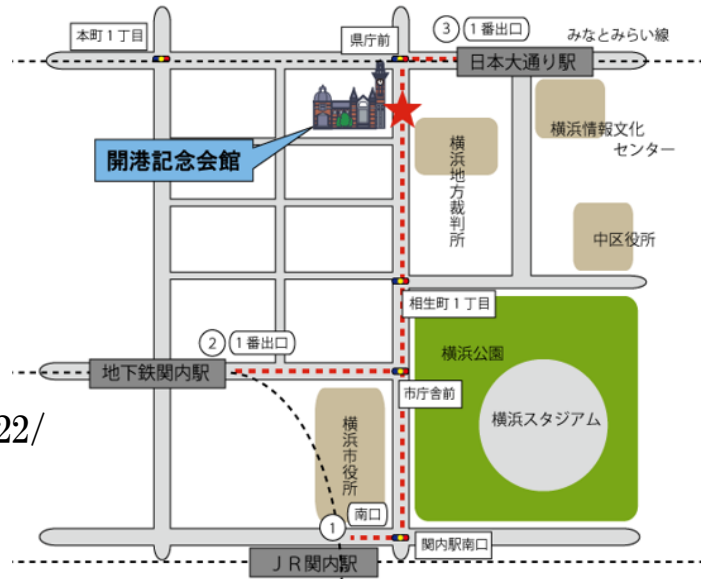 本町１丁目
県庁前
③
１番出口
みなとみらい線
日本大通り駅
開港記念会館
横浜地方裁判所
横浜情報文化
センター
中区役所
相生町１丁目
②
１番出口
地下鉄関内駅
市庁舎前
横浜公園
横浜スタジアム
22/
横浜市役所
①
南口
関内駅南口
ＪＲ関内駅